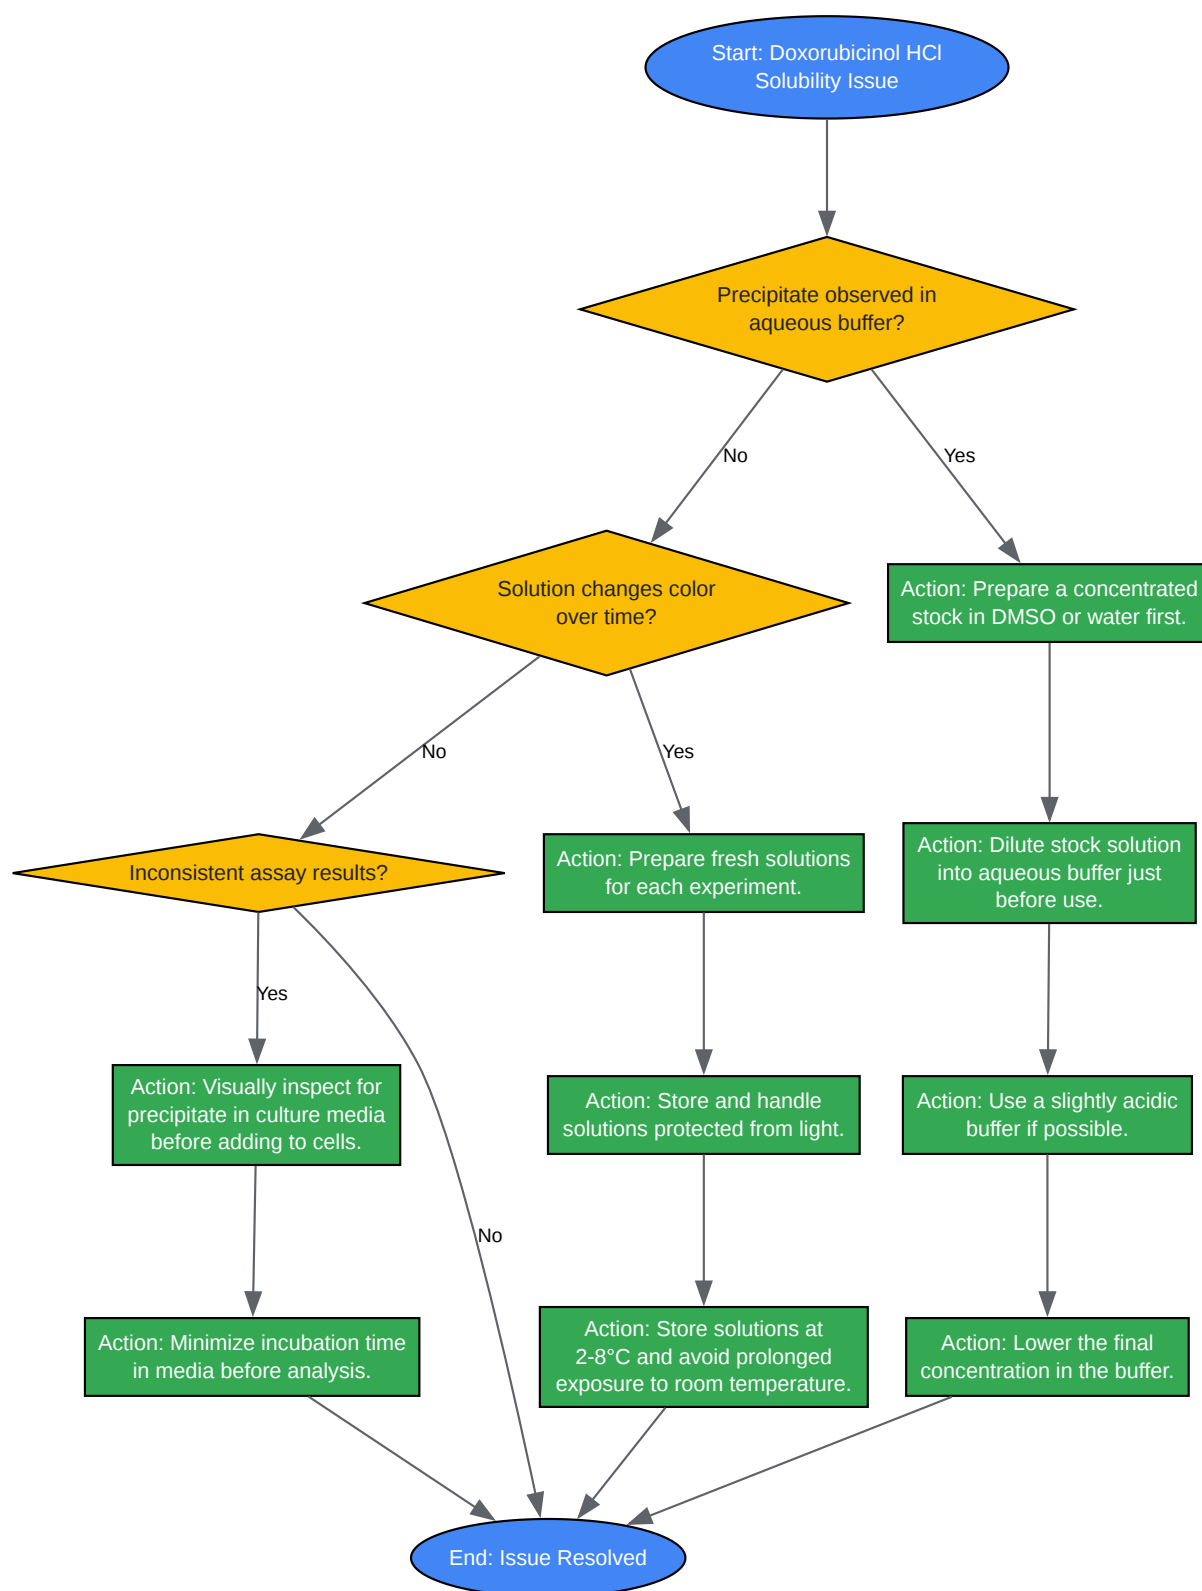 Start: Doxorubicinol HCl
Solubility Issue
Precipitate observed in
aqueous buffer?
No
Yes
Solution changes color
over time?
Action: Prepare a concentrated
stock in DMSO or water first.
No
Yes
Inconsistent assay results?
Action: Prepare fresh solutions
for each experiment.
Action: Dilute stock solution
into aqueous buffer just
before use.
Yes
Action: Visually inspect for
precipitate in culture media
before adding to cells.
Action: Store and handle
solutions protected from light.
Action: Use a slightly acidic
buffer if possible.
No
Action: Minimize incubation time
in media before analysis.
Action: Store solutions at
2-8°C and avoid prolonged
exposure to room temperature.
Action: Lower the final
concentration in the buffer.
End: Issue Resolved